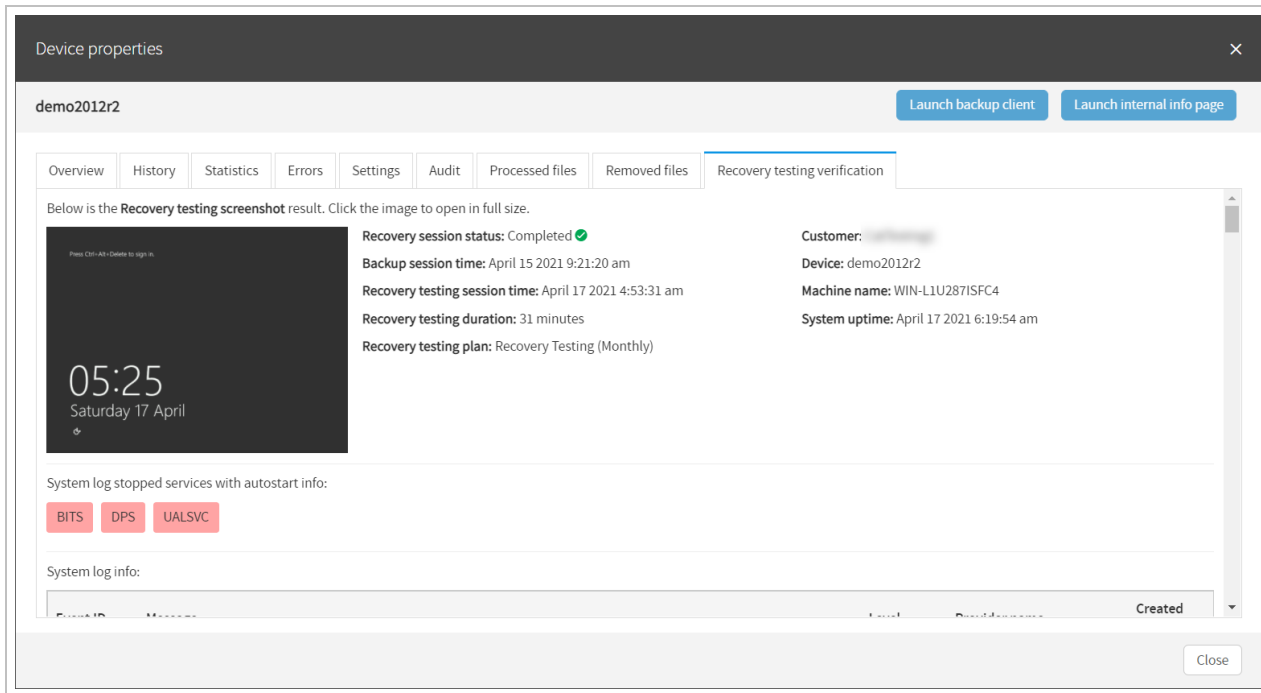 Device properties
demo2012r2
Launch backup client
Launch internal info page
Overview
History
Statistics
Errors
Settings
Audit
Processed files
Removed files
Recovery testing verification
Below is the Recovery testing screenshot result. Click the image to open in full size.
Press Ctrl+Alt+Delete to sign in.
05:25
Saturday 17 April
Recovery session status: Completed
Backup session time: April 15 2021 9:21:20 am
Recovery testing session time: April 17 2021 4:53:31 am
Recovery testing duration: 31 minutes
Recovery testing plan: Recovery Testing (Monthly)
Customer:
Device: demo2012r2
Machine name: WIN-L1U287ISFC4
System uptime: April 17 2021 6:19:54 am
System log stopped services with autostart info:
BITS
DPS
UALSVC
System log info:
Created
Close